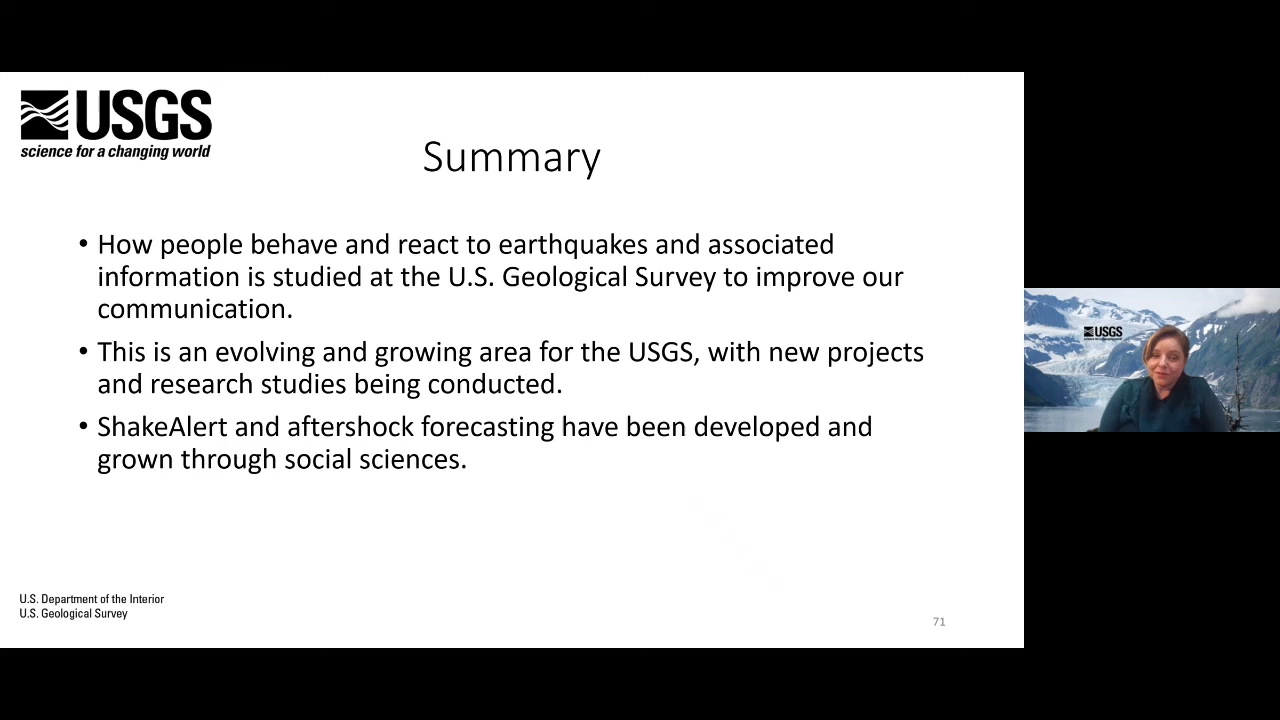 USGS
science for a changing world
Summary
• How people behave and react to earthquakes and associated
information is studied at the U.S. Geological Survey to improve our
communication.
• This is an evolving and growing area for the USGS, with new projects
and research studies being conducted.
• ShakeAlert and aftershock forecasting have been developed and
grown through social sciences.
U.S. Department of the Interior
U.S. Geological Survey
71
USGS